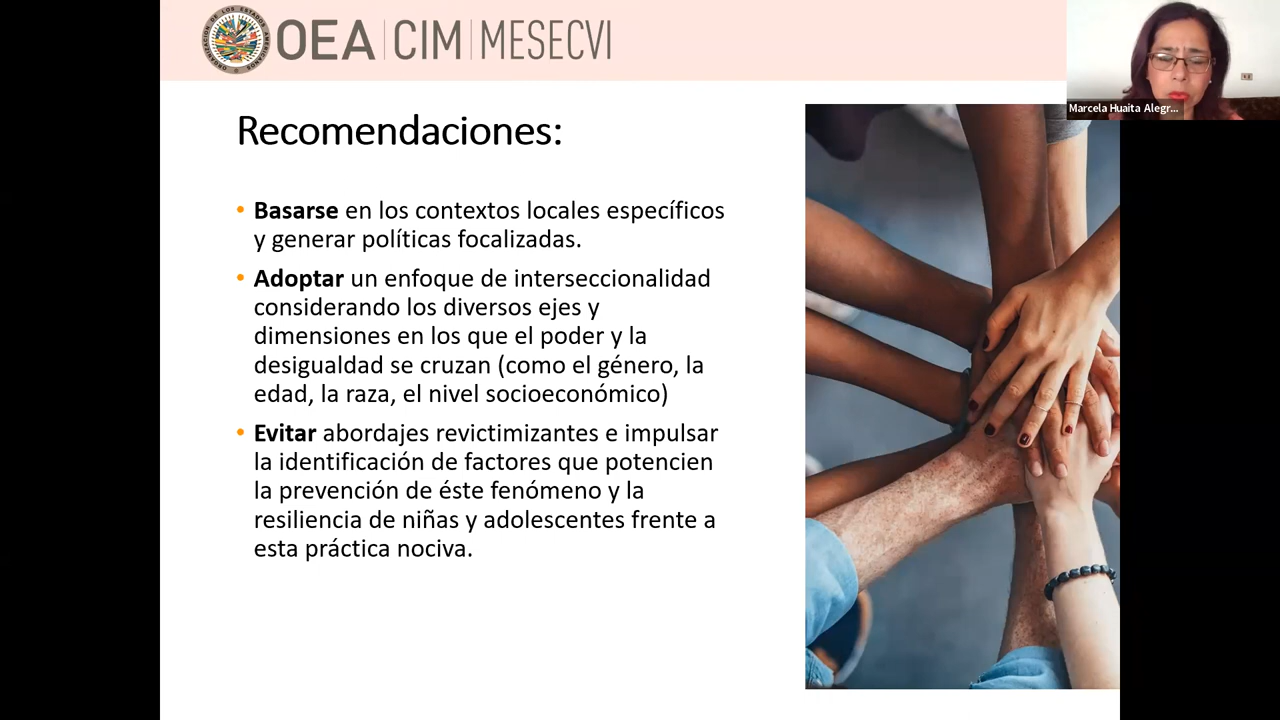 OEA | CIM | MESECVI
Marcela Huaita Alegr...
Recomendaciones:
• Basarse en los contextos locales específicos
y generar políticas focalizadas.
• Adoptar un enfoque de interseccionalidad
considerando los diversos ejes y
dimensiones en los que el poder y la
desigualdad se cruzan (como el género, la
edad, la raza, el nivel socioeconómico)
• Evitar abordajes revictimizantes e impulsar
la identificación de factores que potencien
la prevención de éste fenómeno y la
resiliencia de niñas y adolescentes frente a
esta práctica nociva.